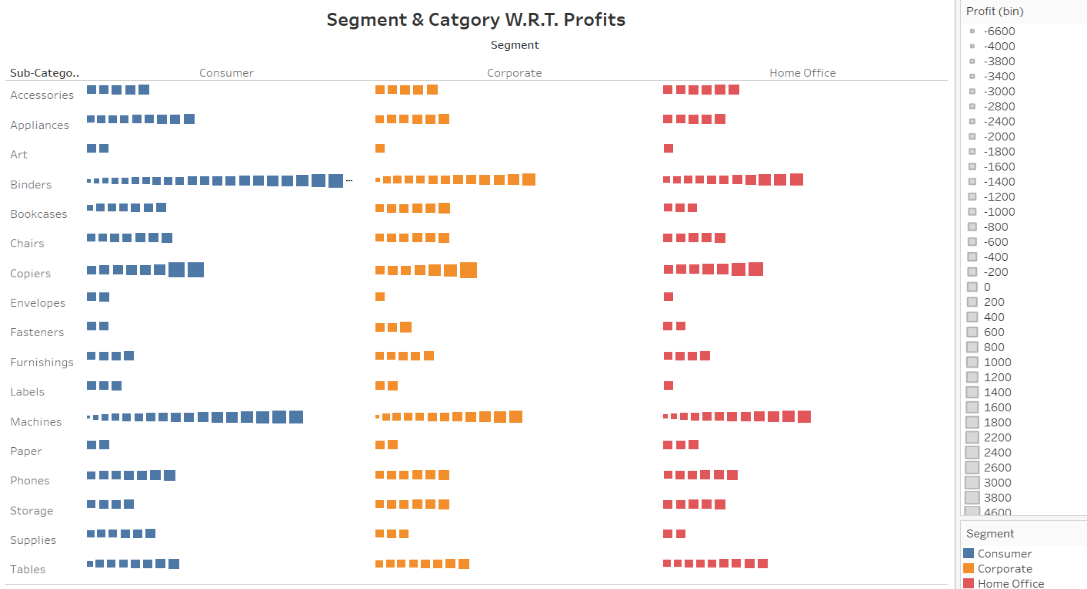 Segment & Catgory W.R.T. Profits
Segment
Sub-Catego.. Consumer Corporate Home Office
Accessories
Appliances
Art
Binders
Bookcases
Chairs
Copiers
Envelopes
Fasteners
Furnishings
Labels
Machines
Paper
Phones
Storage
Supplies
Tables
Profit (bin)
-6600
-4000
-3800
-3400
-3000
-2800
-2400
-2000
-1800
-1600
-1400
-1200
-1000
-800
-600
-400
-200
0
200
400
600
800
1000
1200
1400
1600
1800
2200
2400
2600
3000
3800
4600
Segment
Consumer
Corporate
Home Office